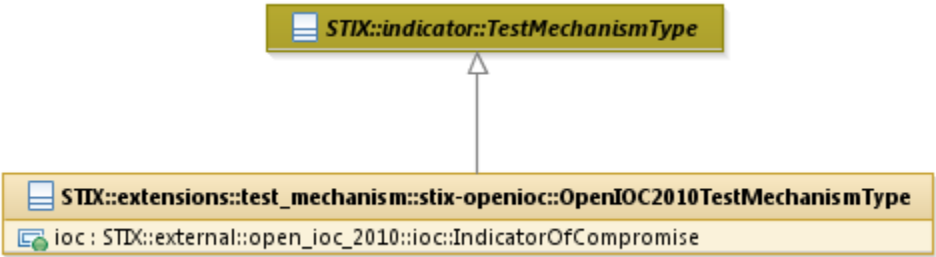 STIX::indicator::TestMechanismType
STIX::extensions::test_mechanism::stix-openioc::OpenIOC2010TestMechanismType
ioc : STIX::external::open_ioc_2010::ioc::IndicatorOfCompromise